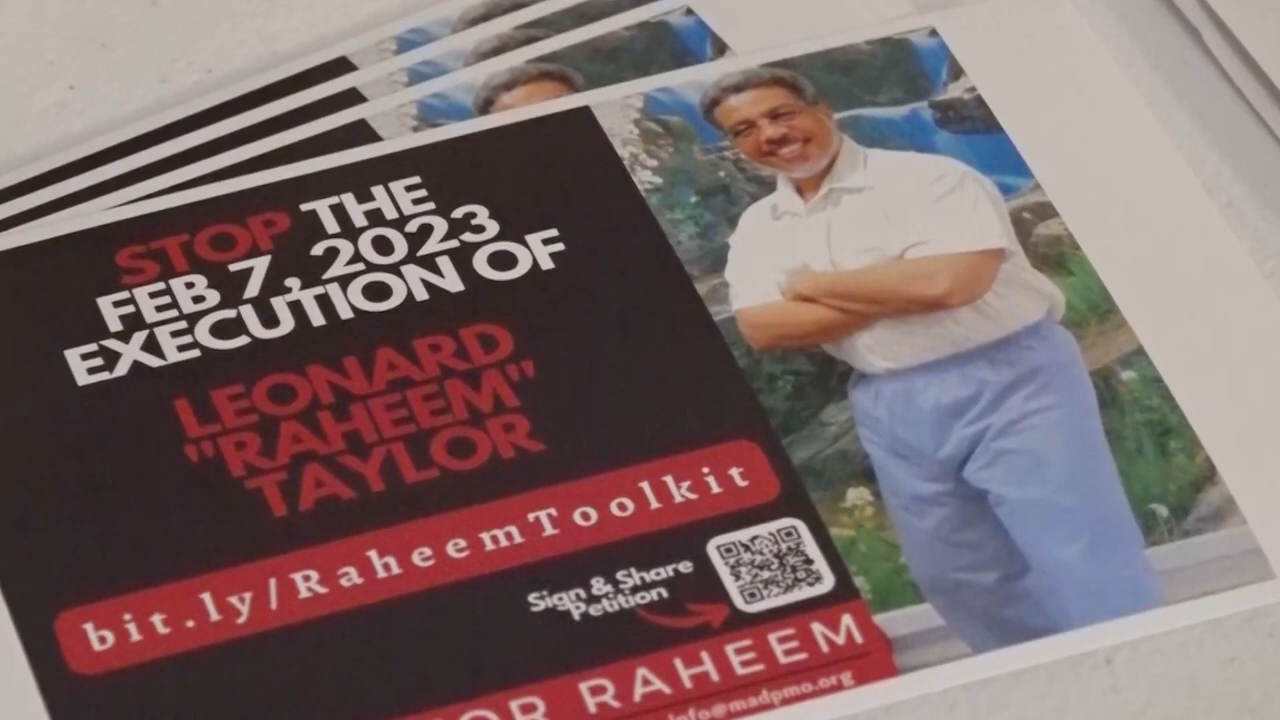 STOP THE
FEB 7, 2023
EXECUTION OF
LEONARD
"RAHEEM"
TAYLOR
bit.ly/RaheemToolkit
Sign & Share
Petition
OR RAHEEM
info@madpmo.org